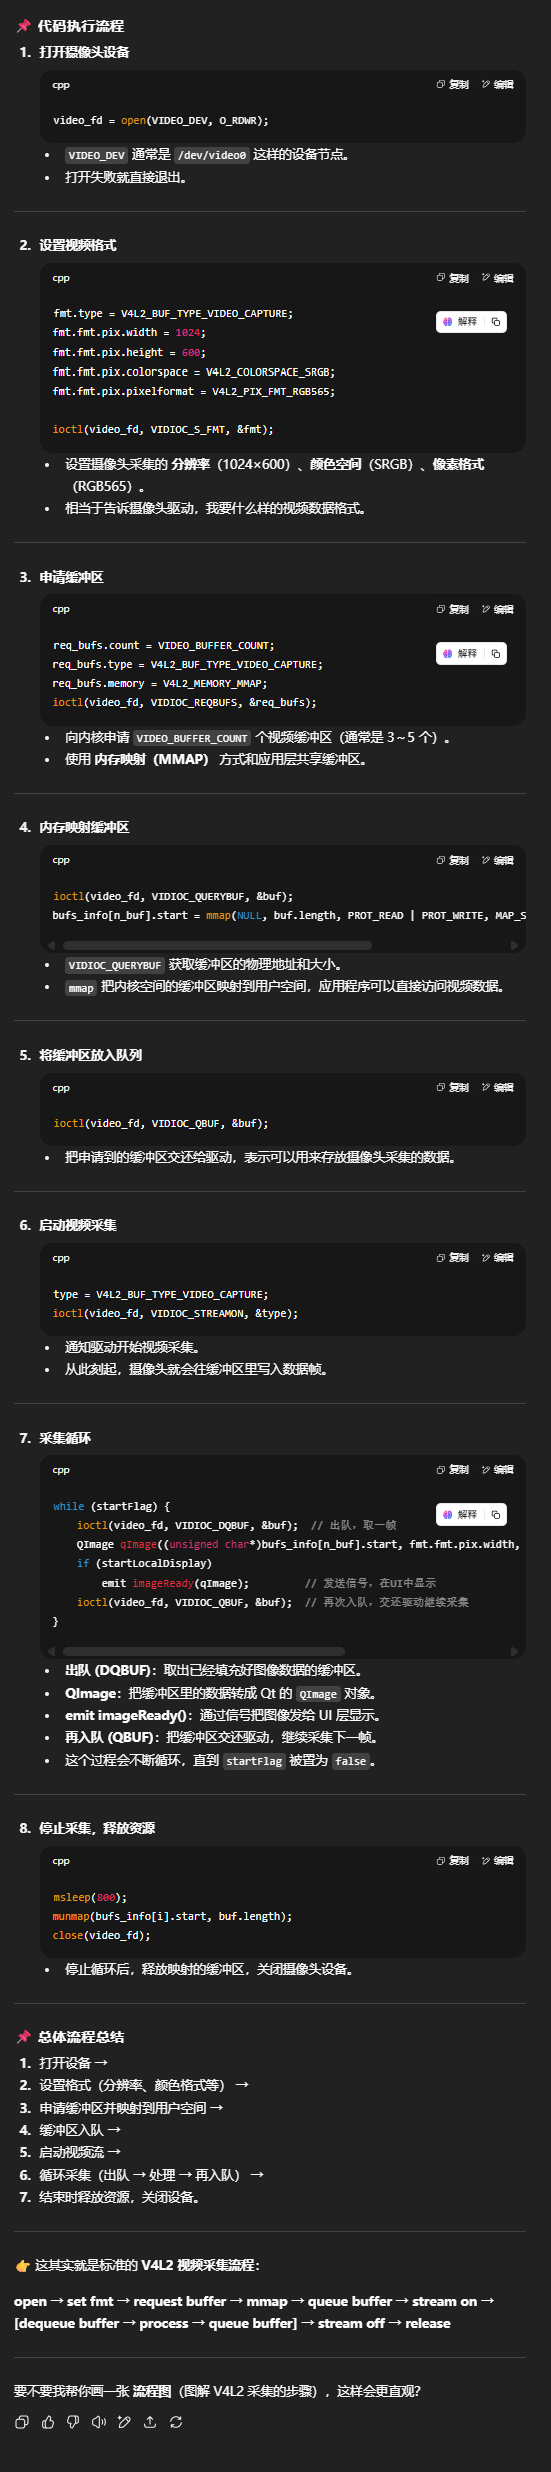 📌 代码执行流程
1. 打开摄像头设备
cpp 复制 编辑
video_fd = open(VIDEO_DEV, O_RDWR);
• VIDEO_DEV 通常是 /dev/video0 这样的设备节点。
• 打开失败就直接退出。
2. 设置视频格式
cpp 复制 编辑
fmt.type = V4L2_BUF_TYPE_VIDEO_CAPTURE;
解释
fmt.fmt.pix.width = 1024;
fmt.fmt.pix.height = 600;
fmt.fmt.pix.colorspace = V4L2_COLORSPACE_SRGB;
fmt.fmt.pix.pixelformat = V4L2_PIX_FMT_RGB565;
ioctl(video_fd, VIDIOC_S_FMT, &fmt);
• 设置摄像头采集的 分辨率（1024×600）、颜色空间（SRGB）、像素格式
（RGB565）。
• 相当于告诉摄像头驱动，我要什么样的视频数据格式。
3. 申请缓冲区
cpp 复制 编辑
req_bufs.count = VIDEO_BUFFER_COUNT;
解释
req_bufs.type = V4L2_BUF_TYPE_VIDEO_CAPTURE;
req_bufs.memory = V4L2_MEMORY_MMAP;
ioctl(video_fd, VIDIOC_REQBUFS, &req_bufs);
• 向内核申请 VIDEO_BUFFER_COUNT 个视频缓冲区（通常是 3～5 个）。
• 使用 内存映射（MMAP） 方式和应用层共享缓冲区。
4. 内存映射缓冲区
cpp 复制 编辑
ioctl(video_fd, VIDIOC_QUERYBUF, &buf);
bufs_info[n_buf].start = mmap(NULL, buf.length, PROT_READ | PROT_WRITE, MAP_S
• VIDIOC_QUERYBUF 获取缓冲区的物理地址和大小。
• mmap 把内核空间的缓冲区映射到用户空间，应用程序可以直接访问视频数据。
5. 将缓冲区放入队列
cpp 复制 编辑
ioctl(video_fd, VIDIOC_QBUF, &buf);
• 把申请到的缓冲区交还给驱动，表示可以用来存放摄像头采集的数据。
6. 启动视频采集
cpp 复制 编辑
type = V4L2_BUF_TYPE_VIDEO_CAPTURE;
ioctl(video_fd, VIDIOC_STREAMON, &type);
• 通知驱动开始视频采集。
• 从此刻起，摄像头就会往缓冲区里写入数据帧。
7. 采集循环
cpp 复制 编辑
while (startFlag) {
解释
ioctl(video_fd, VIDIOC_DQBUF, &buf); // 出队，取一帧
QImage qImage((unsigned char*)bufs_info[n_buf].start, fmt.fmt.pix.width,
if (startLocalDisplay)
emit imageReady(qImage); // 发送信号，在UI中显示
ioctl(video_fd, VIDIOC_QBUF, &buf); // 再次入队，交还驱动继续采集
}
• 出队 (DQBUF)：取出已经填充好图像数据的缓冲区。
• QImage：把缓冲区里的数据转成 Qt 的 QImage 对象。
• emit imageReady()：通过信号把图像发给 UI 层显示。
• 再入队 (QBUF)：把缓冲区交还驱动，继续采集下一帧。
• 这个过程会不断循环，直到 startFlag 被置为 false。
8. 停止采集，释放资源
cpp 复制 编辑
msleep(800);
munmap(bufs_info[i].start, buf.length);
close(video_fd);
• 停止循环后，释放映射的缓冲区，关闭摄像头设备。
📌 总体流程总结
1. 打开设备 →
2. 设置格式（分辨率、颜色格式等） →
3. 申请缓冲区并映射到用户空间 →
4. 缓冲区入队 →
5. 启动视频流 →
6. 循环采集（出队 → 处理 → 再入队） →
7. 结束时释放资源，关闭设备。
👉 这其实就是标准的 V4L2 视频采集流程：
open → set fmt → request buffer → mmap → queue buffer → stream on →
[dequeue buffer → process → queue buffer] → stream off → release
要不要我帮你画一张 流程图（图解 V4L2 采集的步骤），这样会更直观？